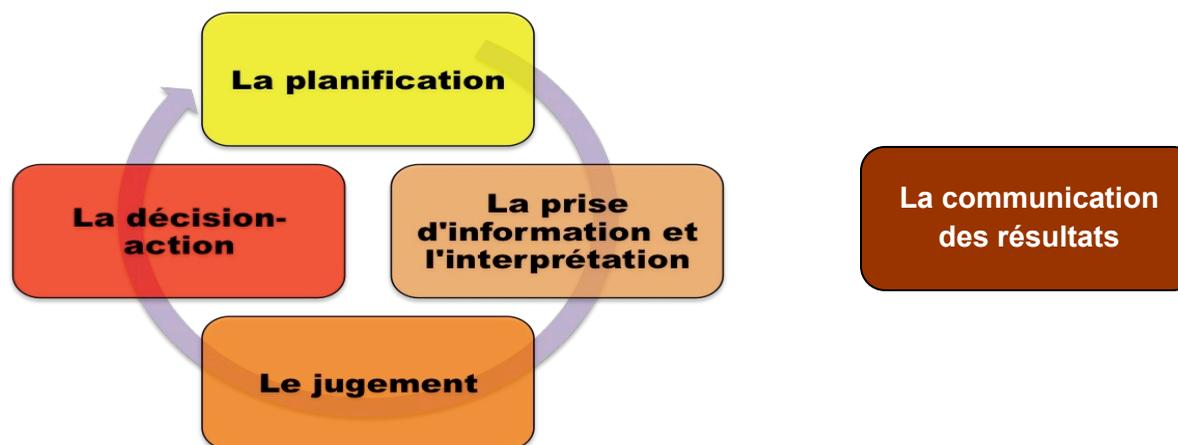 La planification
La décision-
action
La prise
d'information et
l'interprétation
Le jugement
La communication
des résultats